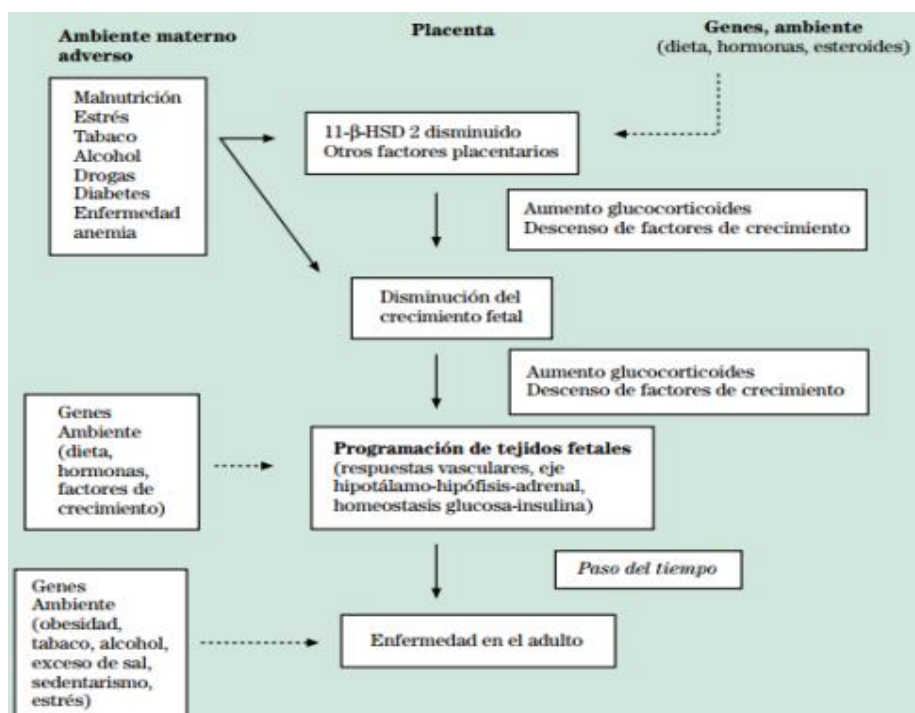 Ambiente materno
adverso
Placenta
Genes, ambiente
(dieta, hormonas, esteroides)
Malnutrición
Estrés
Tabaco
Alcohol
Drogas
Diabetes
Enfermedad
anemia
11-β-HSD 2 disminuido
Otros factores placentarios
Aumento glucocorticoides
Descenso de factores de crecimiento
Disminución del
crecimiento fetal
Aumento glucocorticoides
Descenso de factores de crecimiento
Genes
Ambiente
(dieta,
hormonas,
factores de
crecimiento)
Programación de tejidos fetales
(respuestas vasculares, eje
hipotálamo-hipófisis-adrenal,
homeostasis glucosa-insulina)
Paso del tiempo
Genes
Ambiente
(obesidad,
tabaco, alcohol,
exceso de sal,
sedentarismo,
estrés)
Enfermedad en el adulto